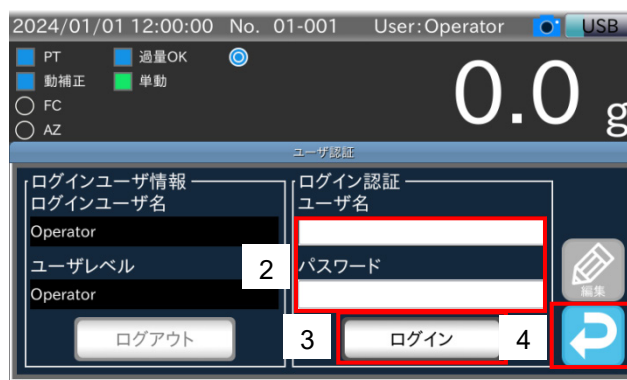 2024/01/01 12:00:00 No. 01-001 User:Operator USB
PT 過量OK
動補正 単動
FC
AZ
0.0 g
ユーザ認証
ログインユーザ情報
ログインユーザ名
Operator
ユーザレベル
Operator
ログアウト
ログイン認証
ユーザ名
2
パスワード
3
ログイン
4
編集